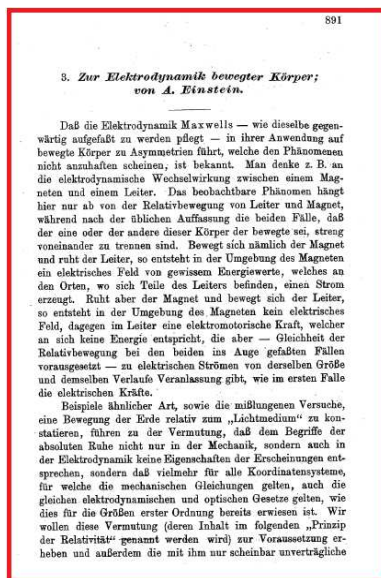 891
3. Zur Elektrodynamik bewegter Körper;
von A. Einstein.
Daß die Elektrodynamik Maxwells — wie dieselbe gegen-
wärtig aufgefaßt zu werden pflegt — in ihrer Anwendung auf
bewegte Körper zu Asymmetrien führt, welche den Phänomenen
nicht anzuhaften scheinen, ist bekannt. Man denke z. B. an
die elektrodynamische Wechselwirkung zwischen einem Mag-
neten und einem Leiter. Das beobachtbare Phänomen hängt
hier nur ab von der Relativbewegung von Leiter und Magnet,
während nach der üblichen Auffassung die beiden Fälle, daß
der eine oder der andere dieser Körper der bewegte sei, streng
voneinander zu trennen sind. Bewegt sich nämlich der Magnet
und ruht der Leiter, so entsteht in der Umgebung des Magneten
ein elektrisches Feld von gewissem Energiewerte, welches an
den Orten, wo sich Teile des Leiters befinden, einen Strom
erzeugt. Ruht aber der Magnet und bewegt sich der Leiter,
so entsteht in der Umgebung des Magneten kein elektrisches
Feld, dagegen im Leiter eine elektromotorische Kraft, welcher
an sich keine Energie entspricht, die aber — Gleichheit der
Relativbewegung bei den beiden ins Auge gefaßten Fällen
vorausgesetzt — zu elektrischen Strömen von derselben Größe
und demselben Verlaufe Veranlassung gibt, wie im ersten Falle
die elektrischen Kräfte.
Beispiele ähnlicher Art, sowie die mißlungenen Versuche,
eine Bewegung der Erde relativ zum „Lichtmedium“ zu kon-
statieren, führen zu der Vermutung, daß dem Begriffe der
absoluten Ruhe nicht nur in der Mechanik, sondern auch in
der Elektrodynamik keine Eigenschaften der Erscheinungen ent-
sprechen, sondern daß vielmehr für alle Koordinatensysteme,
für welche die mechanischen Gleichungen gelten, auch die
gleichen elektrodynamischen und optischen Gesetze gelten, wie
dies für die Größen erster Ordnung bereits erwiesen ist. Wir
wollen diese Vermutung (deren Inhalt im folgenden „Prinzip
der Relativität“ genannt werden wird) zur Voraussetzung er-
heben und außerdem die mit ihm nur scheinbar unverträgliche